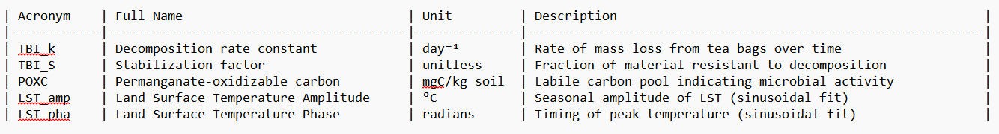 | Acronym    | Full Name                            | Unit        | Description                                             |
|------------|--------------------------------------|-------------|---------------------------------------------------------|
| TBI_k      | Decomposition rate constant          | day⁻¹       | Rate of mass loss from tea bags over time               |
| TBI_S      | Stabilization factor                 | unitless    | Fraction of material resistant to decomposition         |
| POXC       | Permanganate-oxidizable carbon       | mgC/kg soil | Labile carbon pool indicating microbial activity        |
| LST_amp    | Land Surface Temperature Amplitude   | °C          | Seasonal amplitude of LST (sinusoidal fit)              |
| LST_pha    | Land Surface Temperature Phase       | radians     | Timing of peak temperature (sinusoidal fit)             |